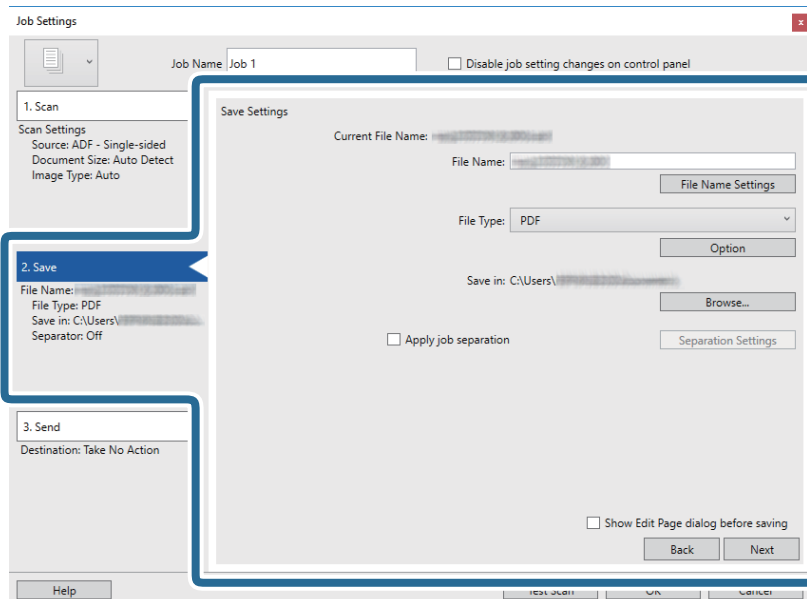 Job Settings
Job Name Job 1
Disable job setting changes on control panel
1. Scan
Scan Settings
Source: ADF - Single-sided
Document Size: Auto Detect
Image Type: Auto
2. Save
File Name:
File Type: PDF
Save in: C:\Users\
Separator: Off
3. Send
Destination: Take No Action
Save Settings
Current File Name:
File Name:
File Name Settings
File Type: PDF
Option
Save in: C:\Users\
Browse...
Apply job separation
Separation Settings
Show Edit Page dialog before saving
Back Next
Help Test Scan OK Cancel